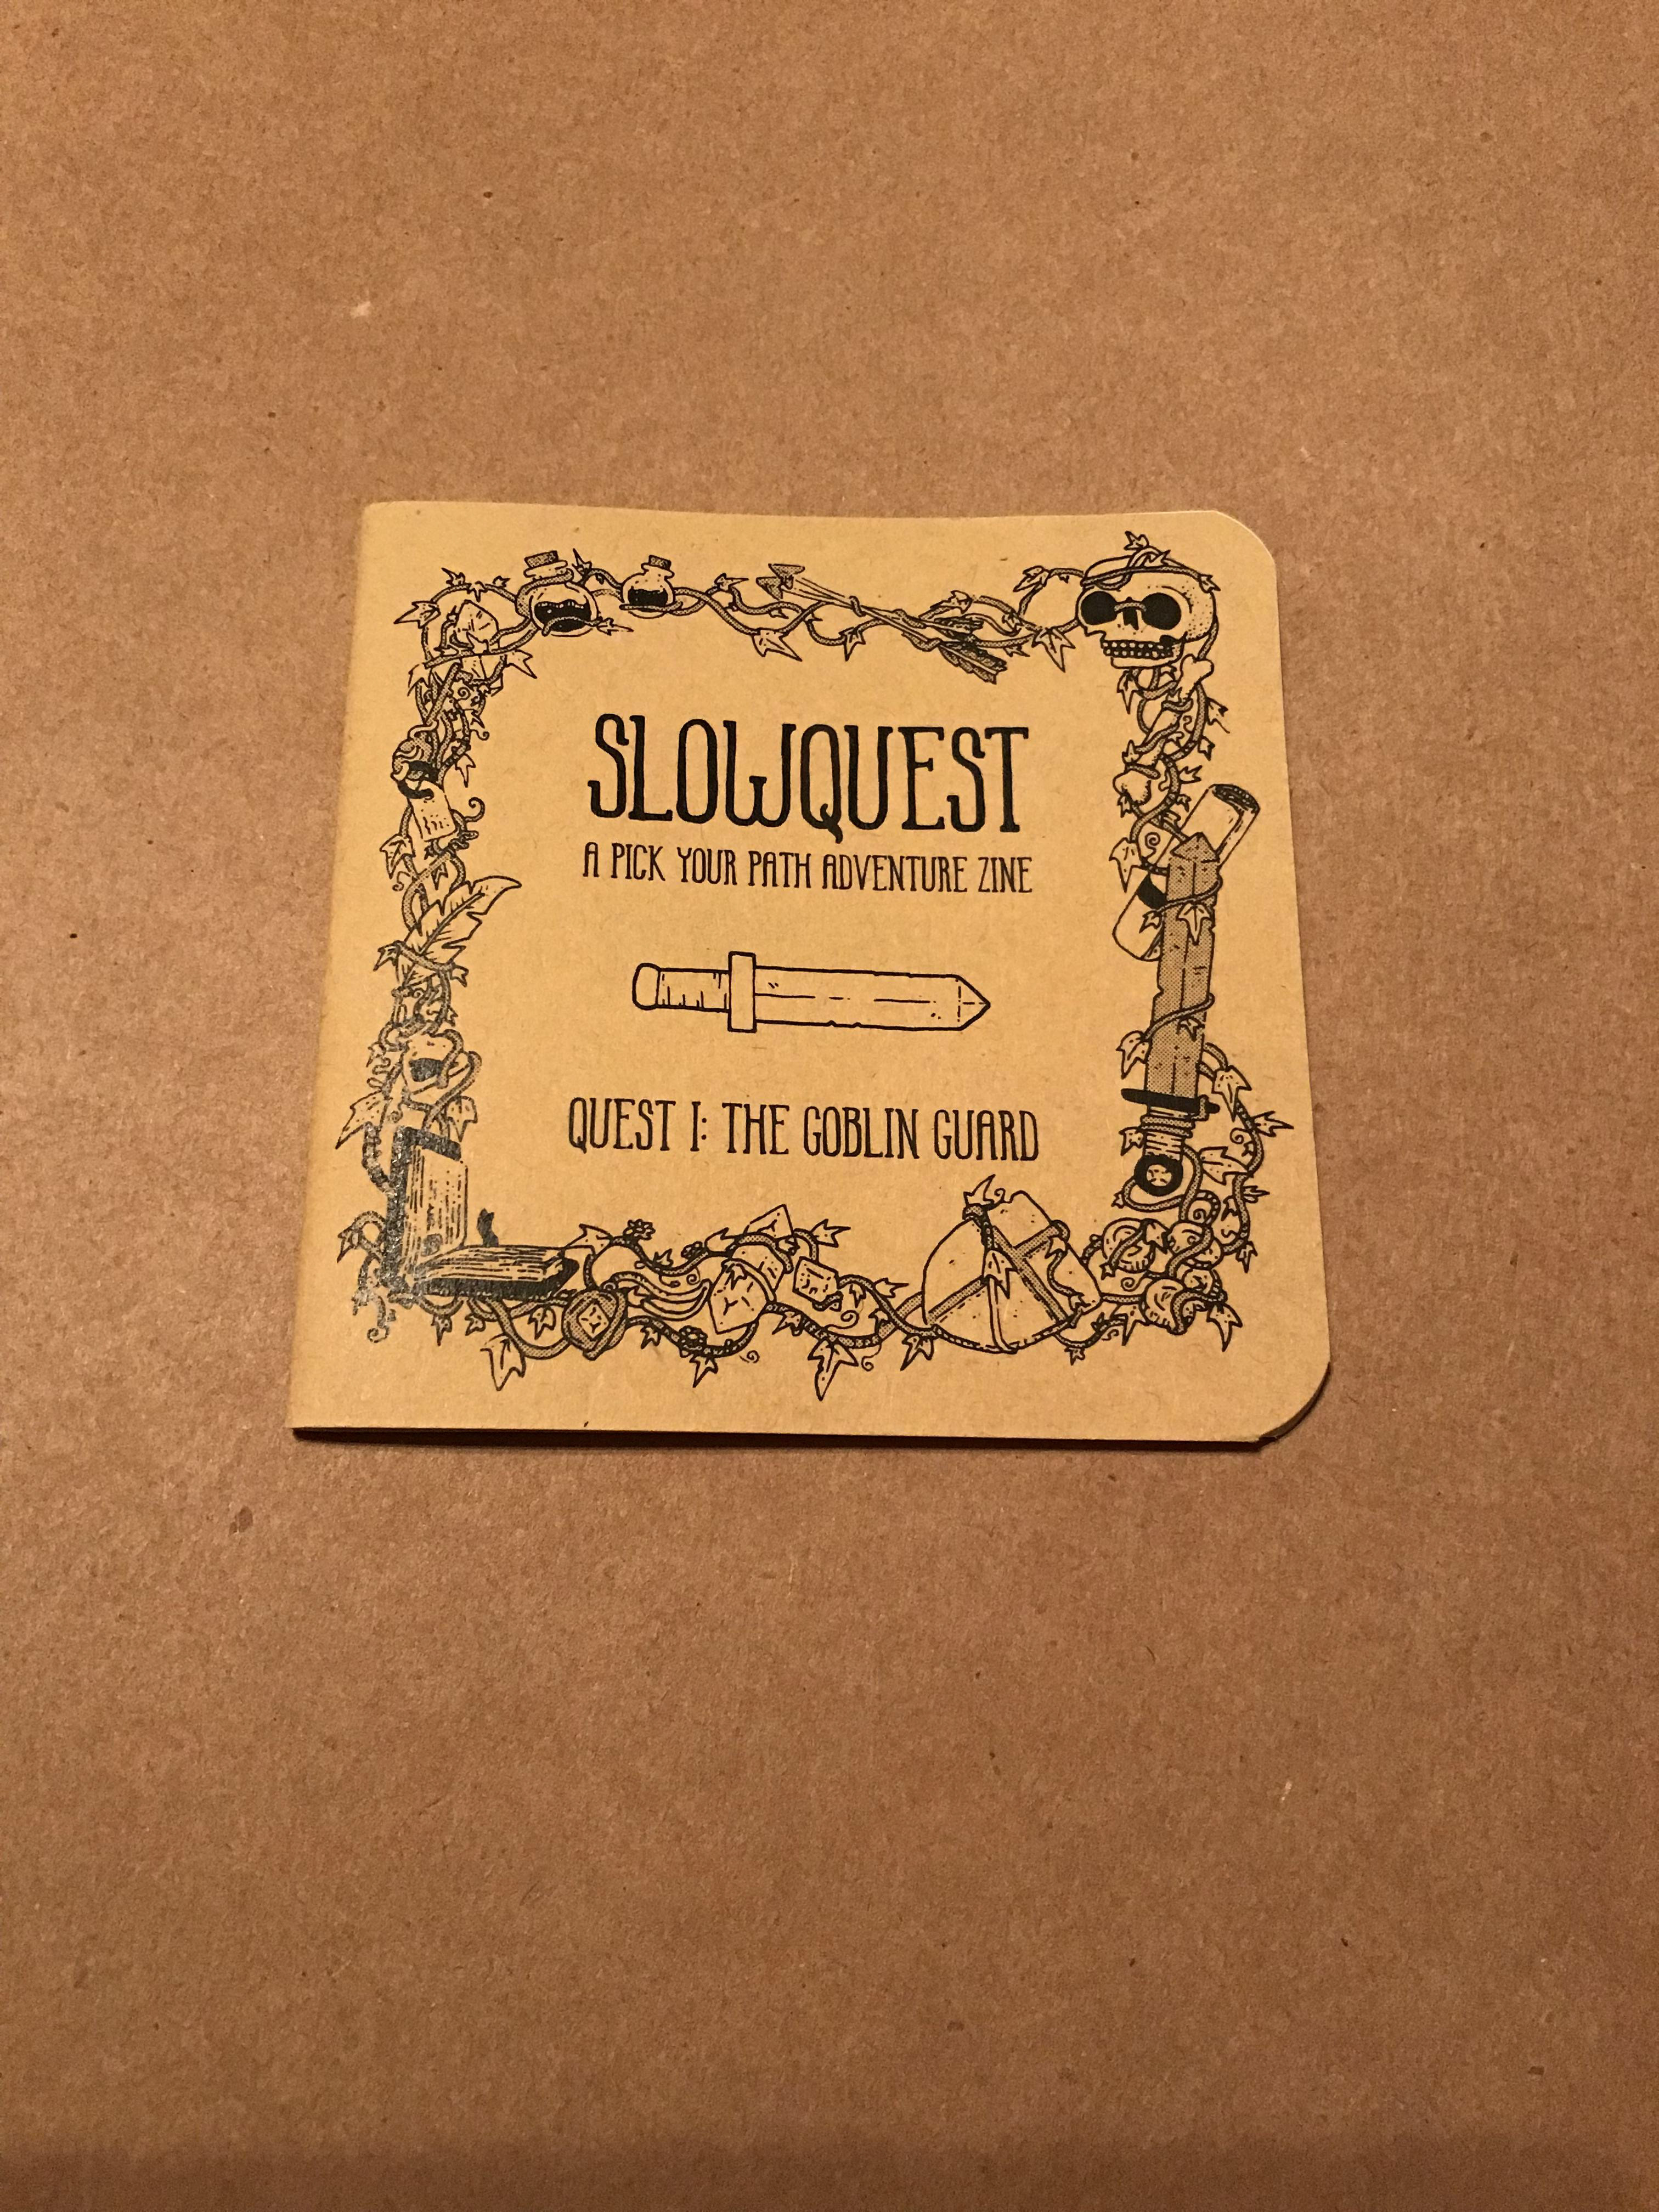 SLOWQUEST
A PICK YOUR PATH ADVENTURE ZINE
QUEST I: THE GOBLIN GUARD